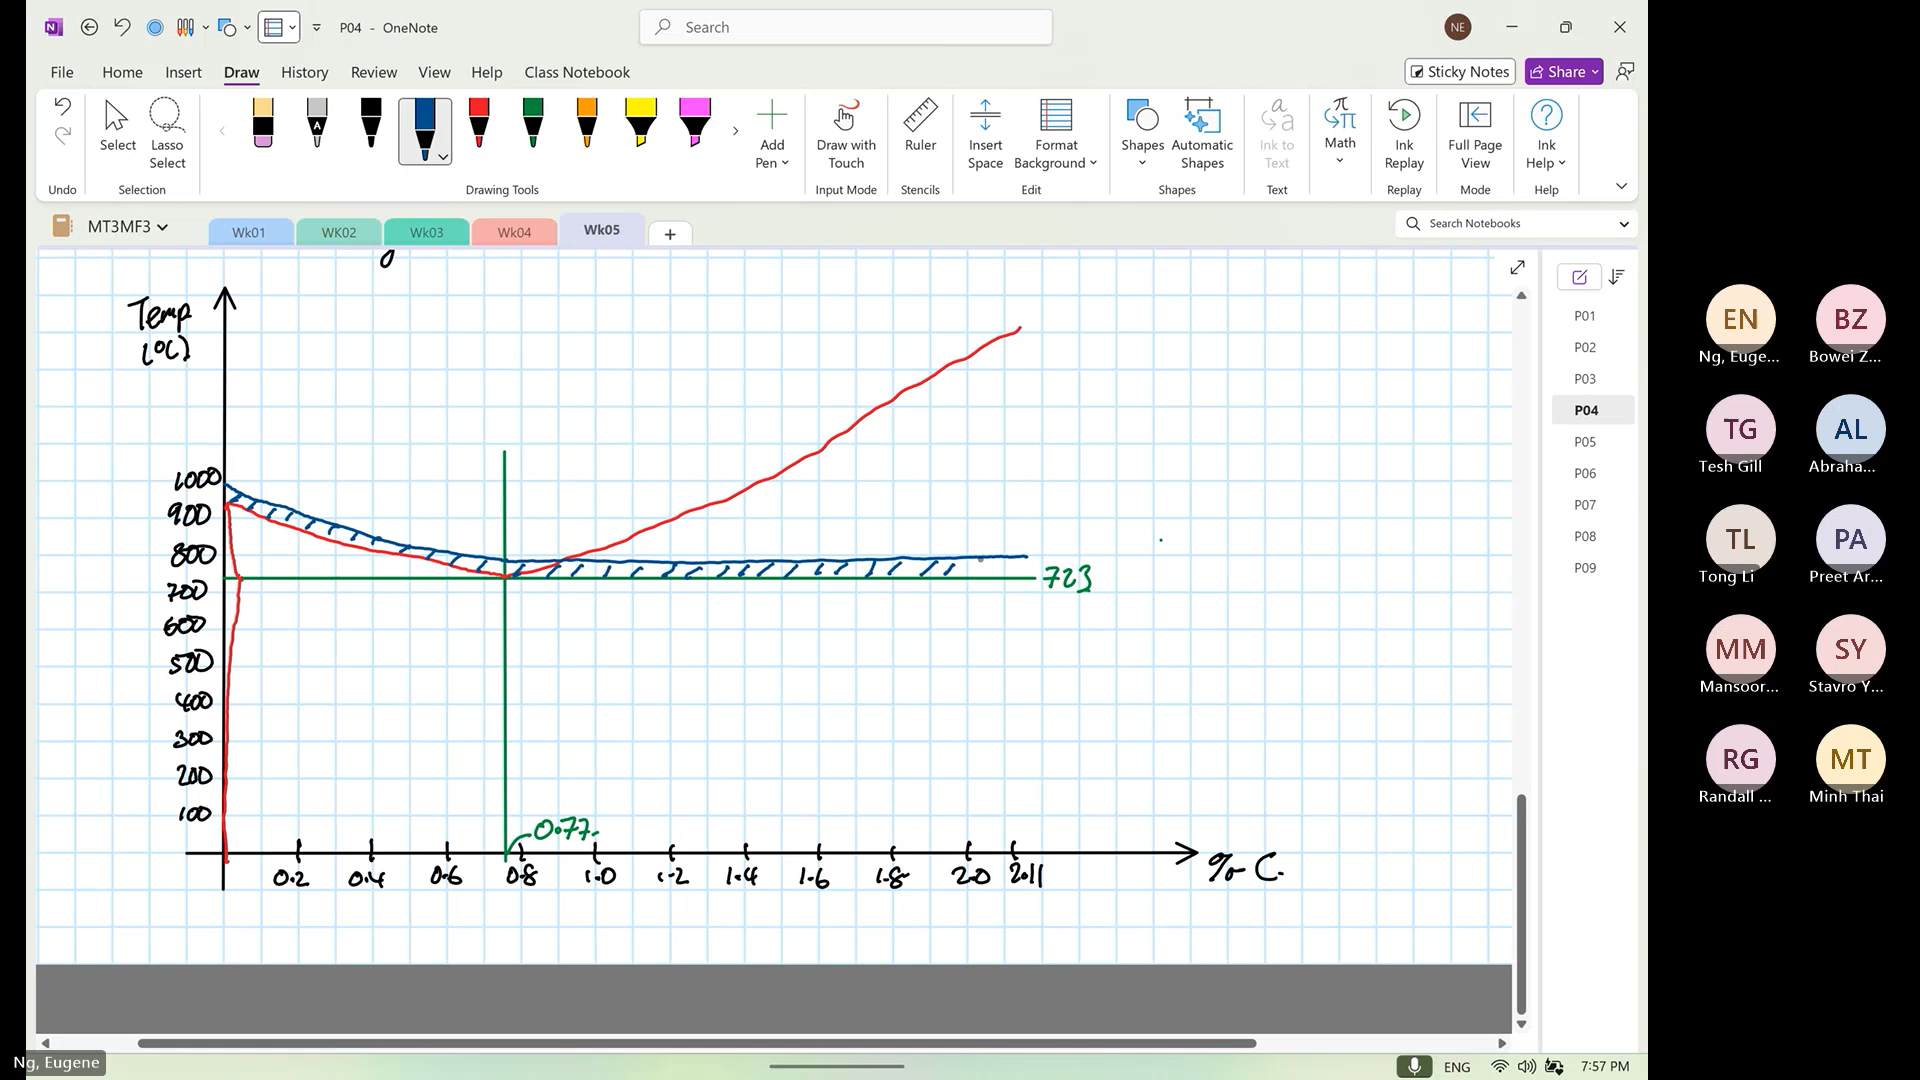 P04 - OneNote
Search
NE
File Home Insert Draw History Review View Help Class Notebook
Sticky Notes
Share
Undo
Select
Lasso Select
Selection
Drawing Tools
Add Pen
Draw with Touch
Input Mode
Ruler
Stencils
Insert Space
Format Background
Edit
Shapes
Automatic Shapes
Shapes
Ink to Text
Text
Math
Ink Replay
Replay
Full Page View
Mode
Ink Help
Help
MT3MF3
Wk01 WK02 Wk03 Wk04 Wk05
Search Notebooks
P01
P02
P03
P04
P05
P06
P07
P08
P09
Temp
(°C)
1000
900
800
700
600
500
400
300
200
100
723
0.77
0.2 0.4 0.6 0.8 1.0 1.2 1.4 1.6 1.8 2.0 2.11
% C.
EN
Ng, Euge...
BZ
Bowei Z...
TG
Tesh Gill
AL
Abraha...
TL
Tong Li
PA
Preet Ar...
MM
Mansoor...
SY
Stavro Y...
RG
Randall ...
MT
Minh Thai
Ng, Eugene
ENG
7:57 PM